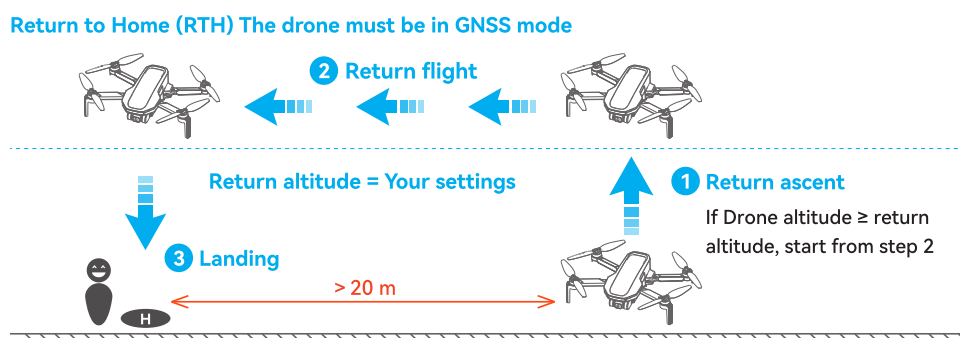 Return to Home (RTH) The drone must be in GNSS mode
2 Return flight
Return altitude = Your settings
1 Return ascent
If Drone altitude ≥ return
altitude, start from step 2
3 Landing
> 20 m
H